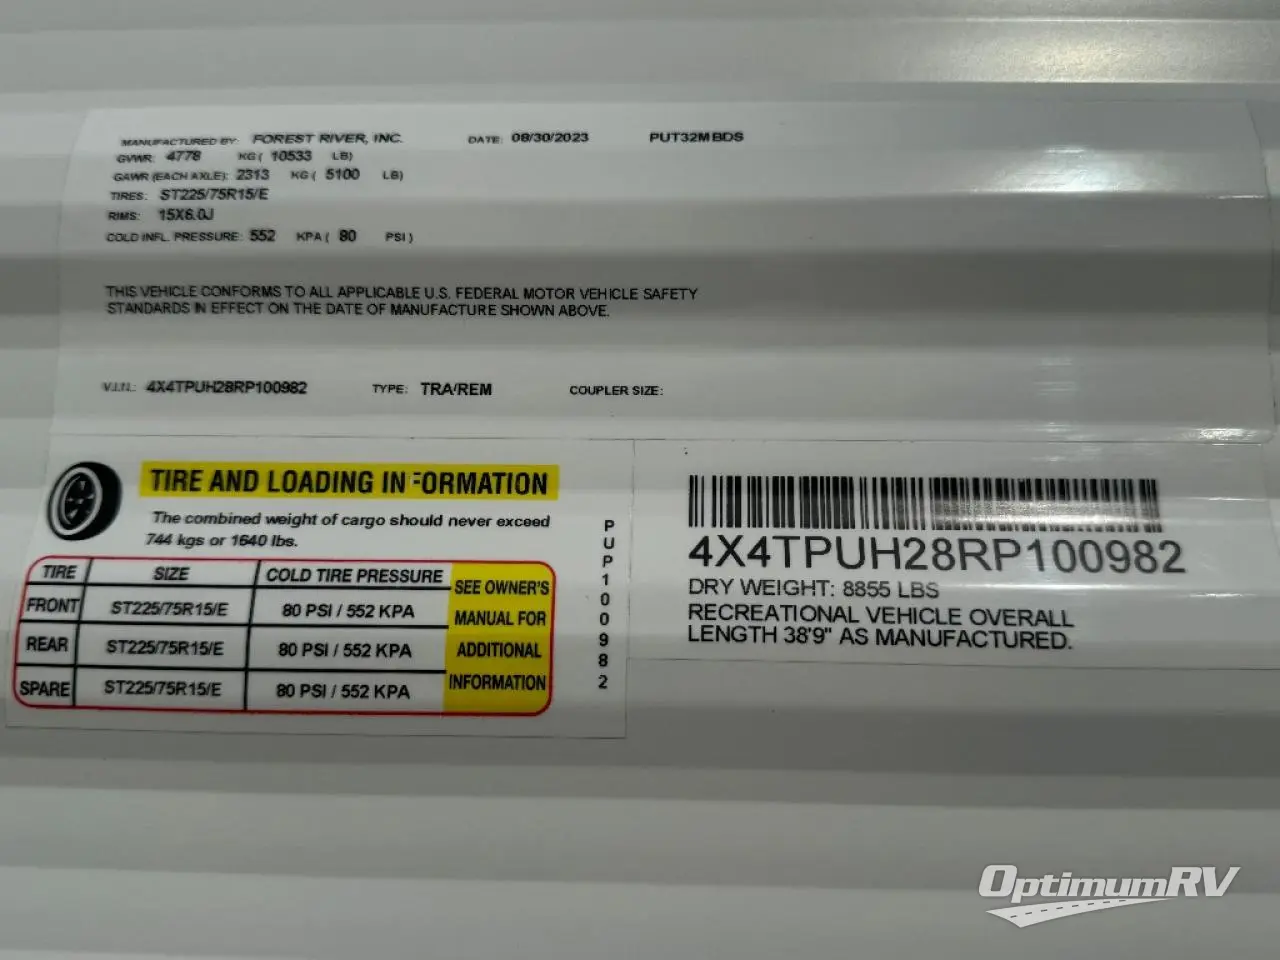 MANUFACTURED BY: FOREST RIVER, INC. DATE: 08/30/2023 PUT32MBDS
GVWR: 4778 KG( 10533 LB)
GAWR (EACH AXLE): 2313 KG( 5100 LB)
TIRES: ST225/75R15/E
RIMS: 15X6.0J
COLD INFL. PRESSURE: 552 KPA( 80 PSI)
THIS VEHICLE CONFORMS TO ALL APPLICABLE U.S. FEDERAL MOTOR VEHICLE SAFETY
STANDARDS IN EFFECT ON THE DATE OF MANUFACTURE SHOWN ABOVE.
V.I.N.: 4X4TPUH28RP100982 TYPE: TRA/REM COUPLER SIZE:
TIRE AND LOADING INFORMATION
The combined weight of cargo should never exceed
744 kgs or 1640 lbs.
TIRE SIZE COLD TIRE PRESSURE
FRONT ST225/75R15/E 80 PSI / 552 KPA
REAR ST225/75R15/E 80 PSI / 552 KPA
SPARE ST225/75R15/E 80 PSI / 552 KPA
SEE OWNER'S
MANUAL FOR
ADDITIONAL
INFORMATION
PUP100982
4X4TPUH28RP100982
DRY WEIGHT: 8855 LBS
RECREATIONAL VEHICLE OVERALL
LENGTH 38'9" AS MANUFACTURED.
OptimumRV